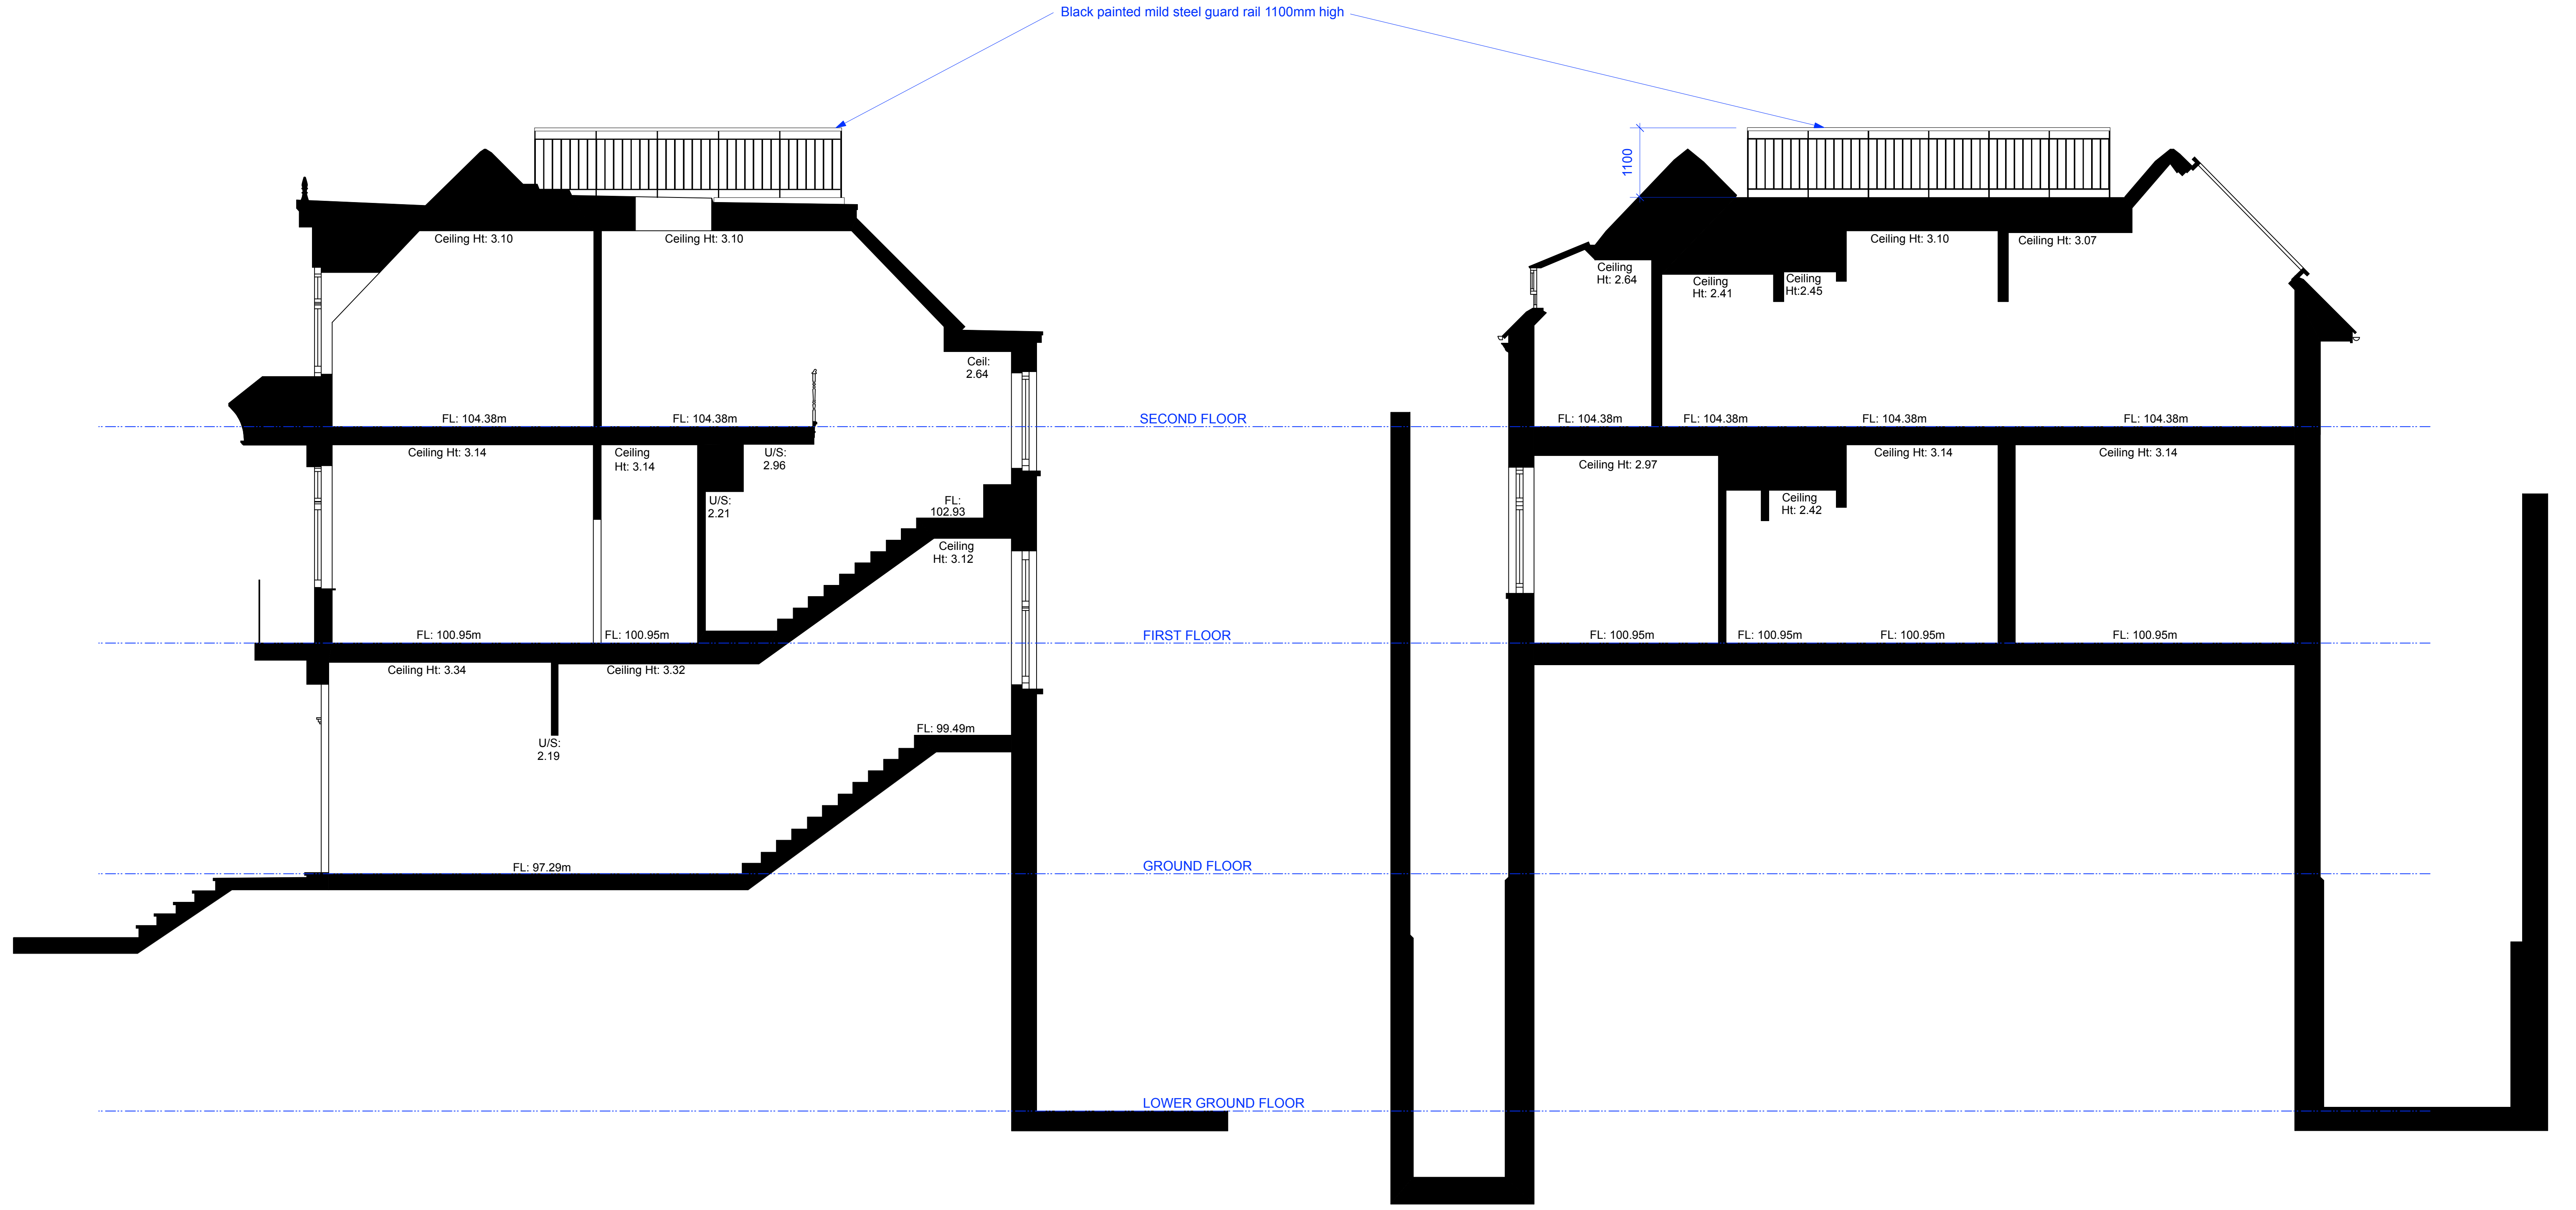 Black painted mild steel guard rail 1100mm high
1100
Ceiling Ht: 3.10
Ceiling Ht: 3.10
Ceiling Ht: 3.10
Ceiling Ht: 3.07
Ceiling
Ht: 2.64
Ceiling
Ht: 2.41
Ceiling
Ht:2.45
Ceil:
2.64
FL: 104.38m
FL: 104.38m
SECOND FLOOR
FL: 104.38m
FL: 104.38m
FL: 104.38m
FL: 104.38m
Ceiling Ht: 3.14
Ceiling
Ht: 3.14
U/S:
2.96
Ceiling Ht: 2.97
Ceiling Ht: 3.14
Ceiling Ht: 3.14
U/S:
2.21
FL:
102.93
Ceiling
Ht: 2.42
Ceiling
Ht: 3.12
FL: 100.95m
FL: 100.95m
FIRST FLOOR
FL: 100.95m
FL: 100.95m
FL: 100.95m
FL: 100.95m
Ceiling Ht: 3.34
Ceiling Ht: 3.32
FL: 99.49m
U/S:
2.19
FL: 97.29m
GROUND FLOOR
LOWER GROUND FLOOR